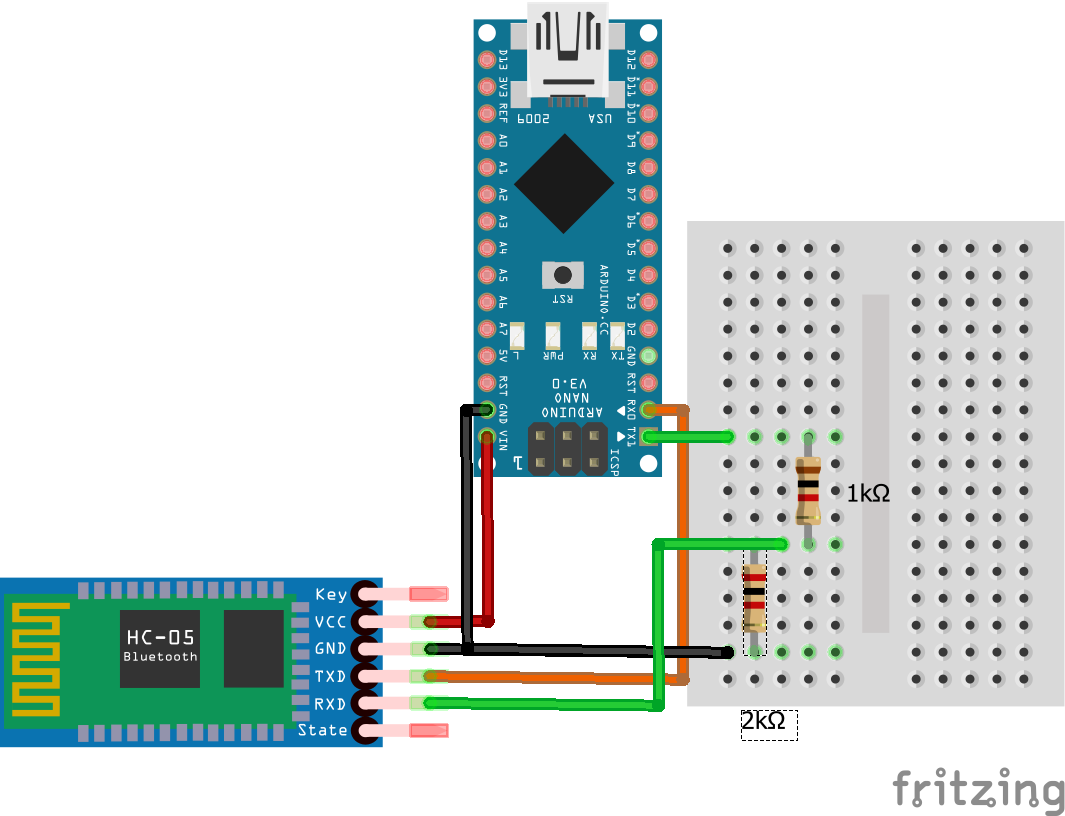 D13
3V3
REF
A0
A1
A2
A3
A4
A5
A6
A7
5V
RST
GND
VIN
D12
D11
D10
D9
D8
D7
D6
D5
D4
D3
D2
GND
RST
RX0
TX1
2009
USA
RST
ARDUINO.CC
L
PWR
RX
TX
ARDUINO
NANO
V3.0
1
ICSP
1kΩ
2kΩ
HC-05
Bluetooth
Key
VCC
GND
TXD
RXD
State
fritzing